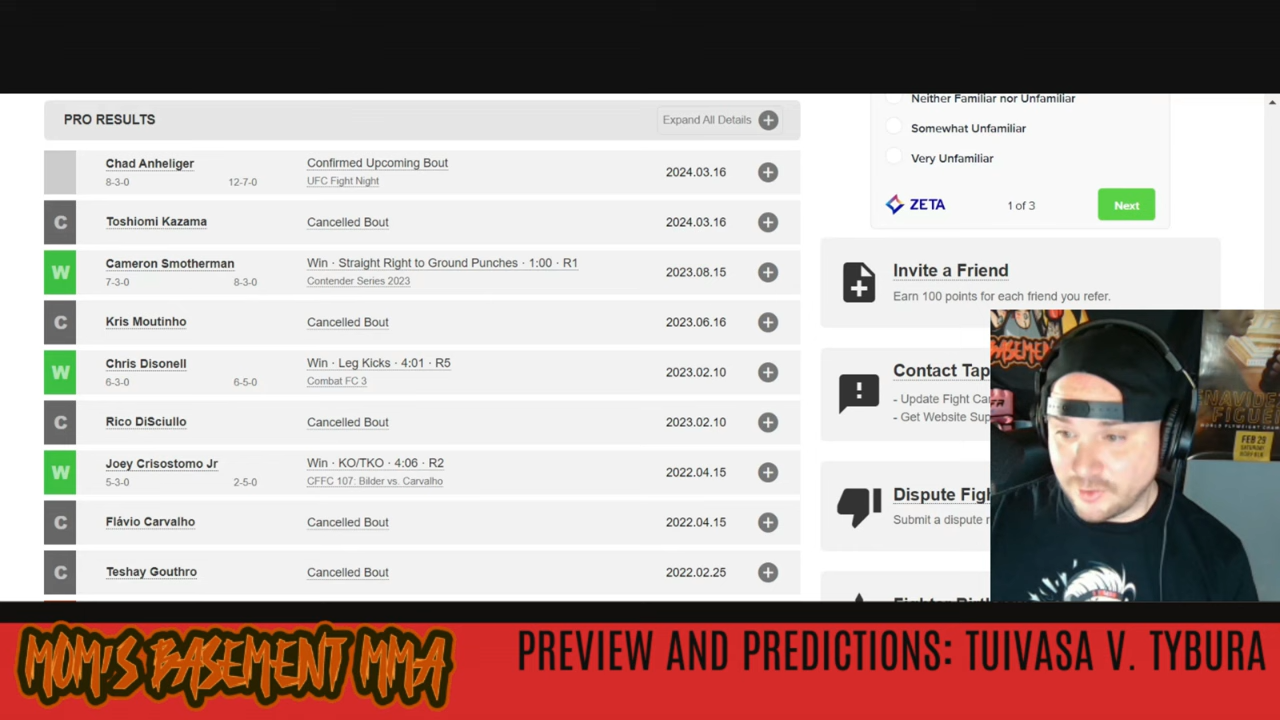 PRO RESULTS
Expand All Details
Chad Anheliger
Confirmed Upcoming Bout
2024.03.16
8-3-0
12-7-0
UFC Fight Night
C
Toshiomi Kazama
Cancelled Bout
2024.03.16
W
Cameron Smotherman
Win · Straight Right to Ground Punches · 1:00 · R1
2023.08.15
7-3-0
8-3-0
Contender Series 2023
C
Kris Moutinho
Cancelled Bout
2023.06.16
W
Chris Disonell
Win · Leg Kicks · 4:01 · R5
2023.02.10
6-3-0
6-5-0
Combat FC 3
C
Rico DiSciullo
Cancelled Bout
2023.02.10
W
Joey Crisostomo Jr
Win · KO/TKO · 4:06 · R2
2022.04.15
5-3-0
2-5-0
CFFC 107: Bilder vs. Carvalho
C
Flávio Carvalho
Cancelled Bout
2022.04.15
C
Teshay Gouthro
Cancelled Bout
2022.02.25
Neither Familiar nor Unfamiliar
Somewhat Unfamiliar
Very Unfamiliar
ZETA
1 of 3
Next
Invite a Friend
Earn 100 points for each friend you refer.
Contact Tap
- Update Fight Ca
- Get Website Sup
Dispute Figh
Submit a dispute r
BASEMEN
NAVIDE
FIGUE
FEB 29
MOM'S BASEMENT MMA
PREVIEW AND PREDICTIONS: TUIVASA V. TYBURA